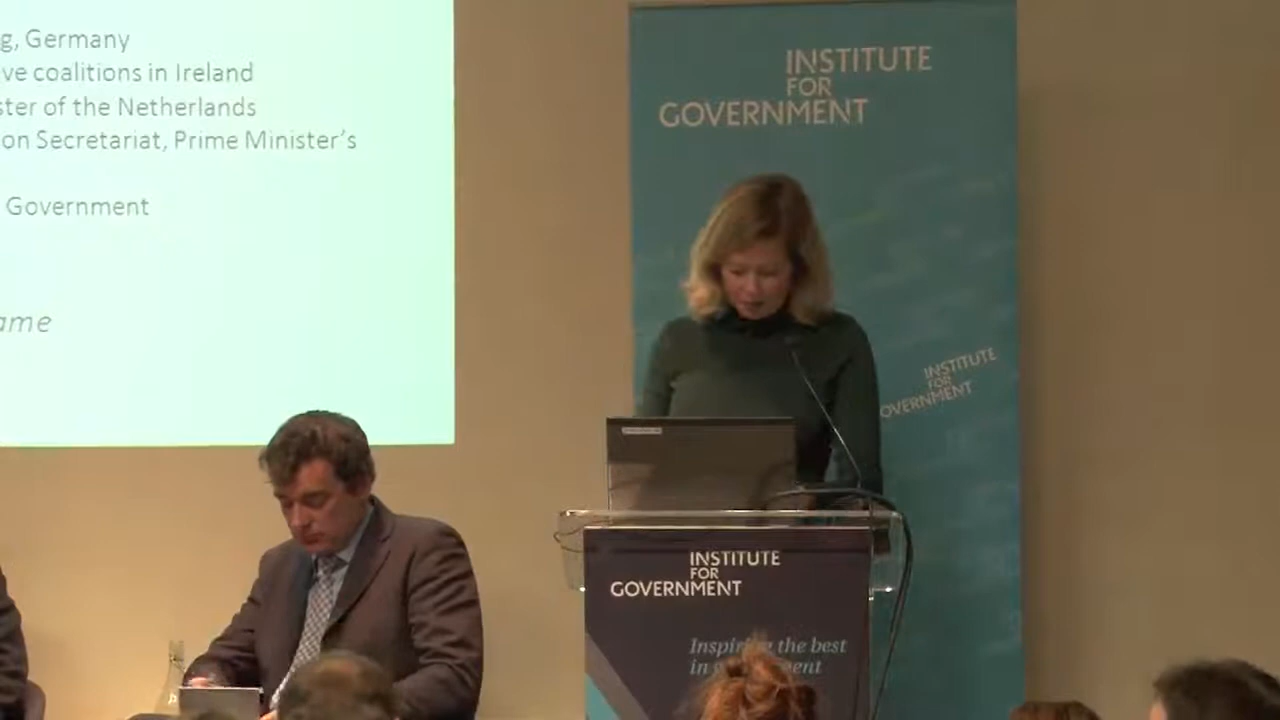 g, Germany
ve coalitions in Ireland
ster of the Netherlands
on Secretariat, Prime Minister's
Government
ame
INSTITUTE
FOR
GOVERNMENT
INSTITUTE
FOR
OVERNMENT
INSTITUTE
FOR
GOVERNMENT
Inspiring the best
in